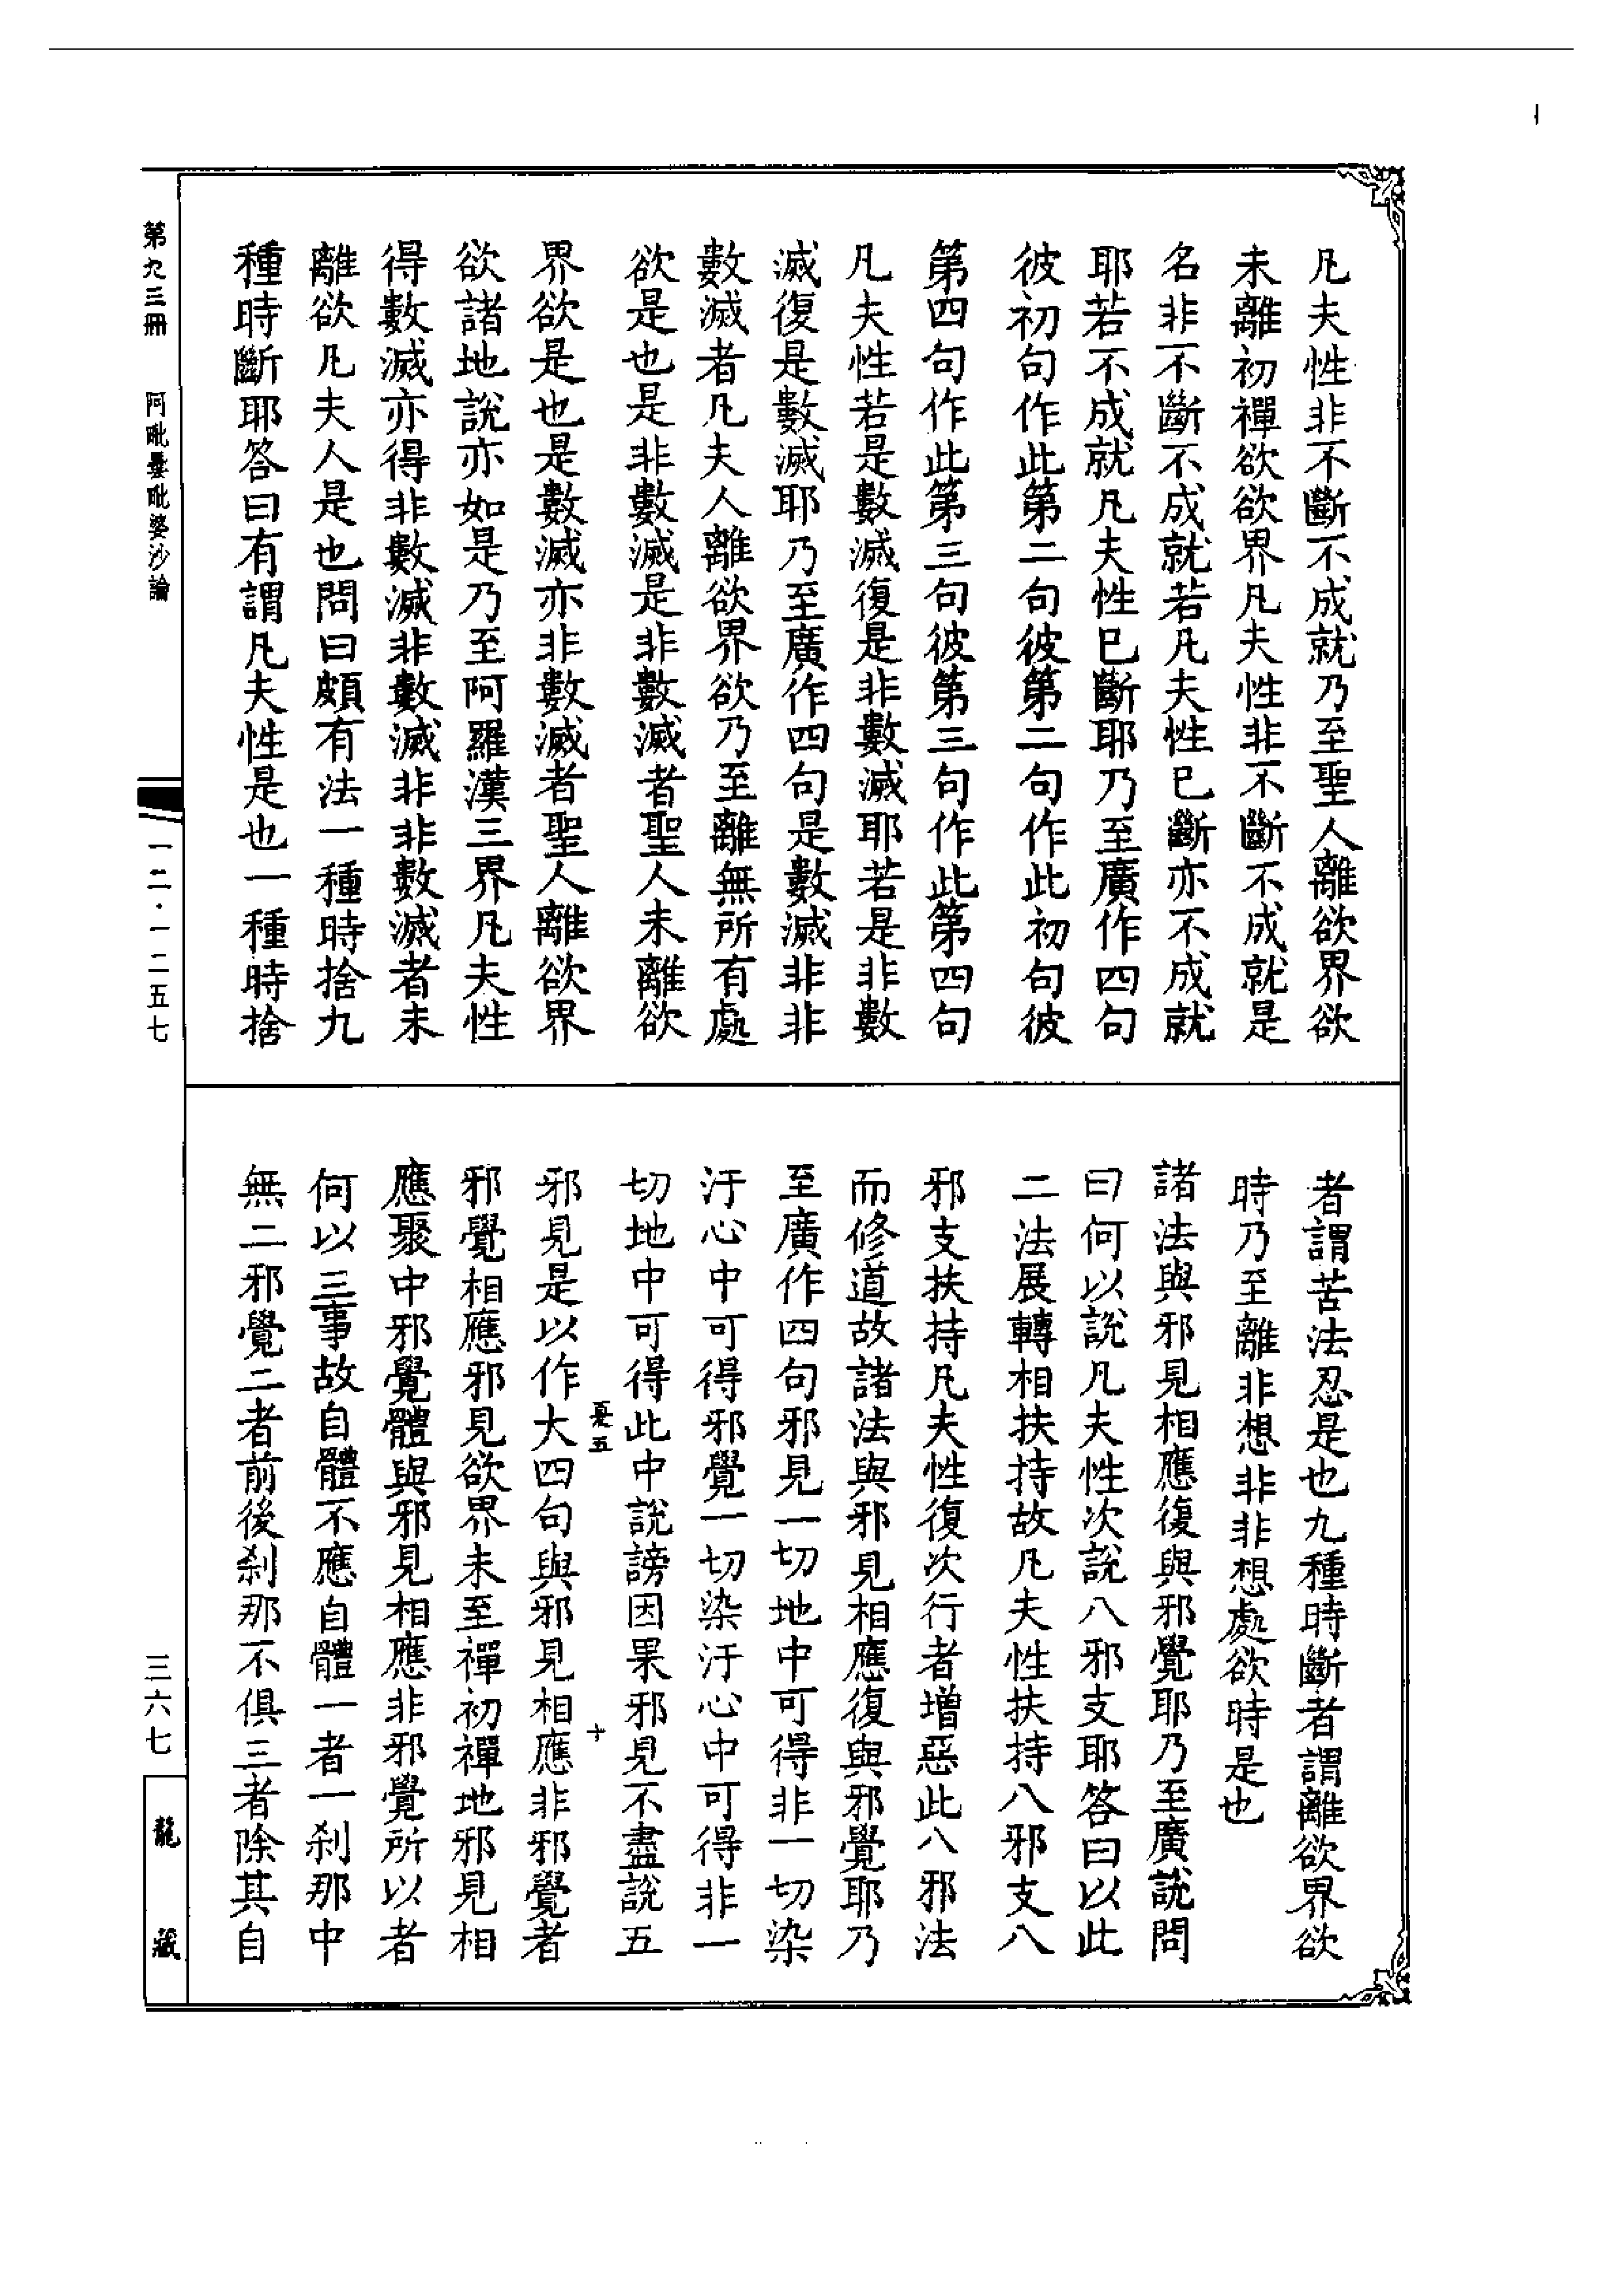 凡夫性非不斷不成就乃至聖人離欲界欲
未離初禪欲欲界凡夫性非不斷不成就是
名非不斷不成就若凡夫性已斷亦不成就
耶若不成就凡夫性已斷耶乃至廣作四句
彼初句作此第二句彼第二句作此初句彼
第四句作此第三句彼第三句作此第四句
凡夫性若是數滅復是非數滅耶若是非數
滅復是數滅耶乃至廣作四句是數滅非非
數滅者凡夫人離欲界欲乃至離無所有處
欲是也是非數滅是非數滅者聖人未離欲
界欲是也是數滅亦非數滅者聖人離欲界
欲諸地說亦如是乃至阿羅漢三界凡夫性
得數滅亦得非數滅非數滅非非數滅者未
離欲凡夫人是也問曰頗有法一種時捨九
種時斷耶答曰有謂凡夫性是也一種時捨
者謂苦法忍是也九種時斷者謂離欲界欲
時乃至離非想非非想處欲時是也
諸法與邪見相應復與邪覺耶乃至廣說問
曰何以說凡夫性次說八邪支耶答曰以此
二法展轉相扶持故凡夫性扶持八邪支八
邪支扶持凡夫性復次行者增惡此八邪法
而修道故諸法與邪見相應復與邪覺耶乃
至廣作四句邪見一切地中可得非一切染
汙心中可得邪覺一切染汙心中可得非一
切地中可得此中說謗因果邪見不盡說五
邪見是以作大四句與邪見相應非邪覺者
邪覺相應邪見欲界未至禪初禪地邪見相
應聚中邪覺體與邪見相應非邪覺所以者
何以三事故自體不應自體一者一剎那中
無二邪覺二者前後剎那不俱三者除其自
五
十
第九三冊
阿毗曇毗婆沙論
一二·一二五七
三六七
龍藏